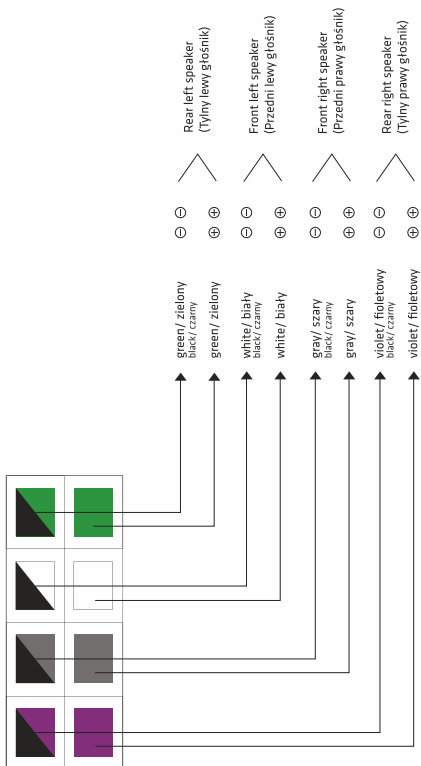 Rear left speaker
(Tylny lewy głośnik)
Front left speaker
(Przedni lewy głośnik)
Front right speaker
(Przedni prawy głośnik)
Rear right speaker
(Tylny prawy głośnik)
green/ zielony
black/ czarny
green/ zielony
white/ biały
black/ czarny
white/ biały
gray/ szary
black/ czarny
gray/ szary
violet/ fioletowy
black/ czarny
violet/ fioletowy